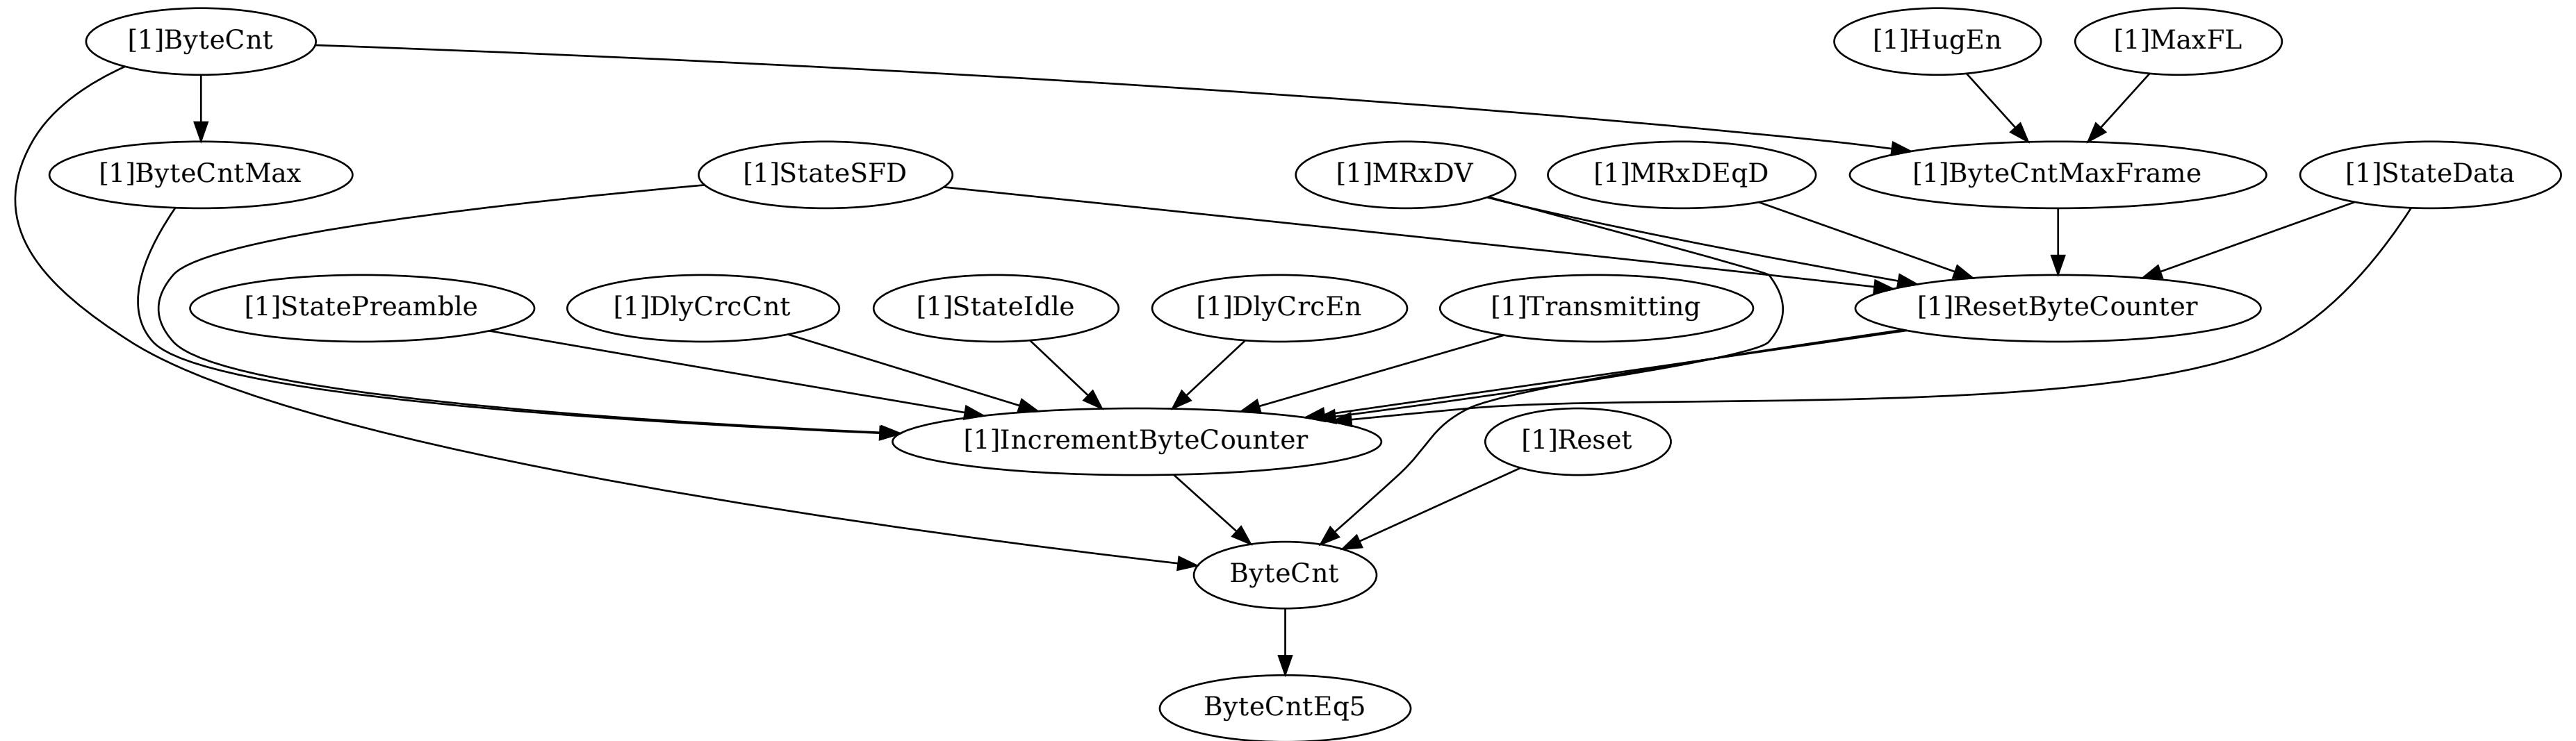 [1]ByteCnt
[1]HugEn
[1]MaxFL
[1]ByteCntMax
[1]StateSFD
[1]MRxDV
[1]MRxDEqD
[1]ByteCntMaxFrame
[1]StateData
[1]StatePreamble
[1]DlyCrcCnt
[1]StateIdle
[1]DlyCrcEn
[1]Transmitting
[1]ResetByteCounter
[1]IncrementByteCounter
[1]Reset
ByteCnt
ByteCntEq5